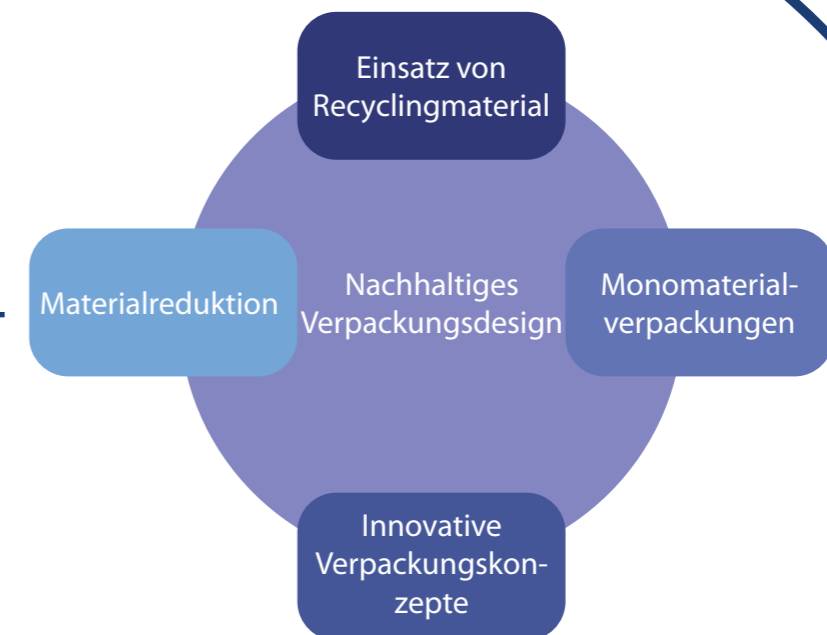 Einsatz von
Recyclingmaterial
Materialreduktion
Nachhaltiges
Verpackungsdesign
Monomaterial-
verpackungen
Innovative
Verpackungskon-
zepte